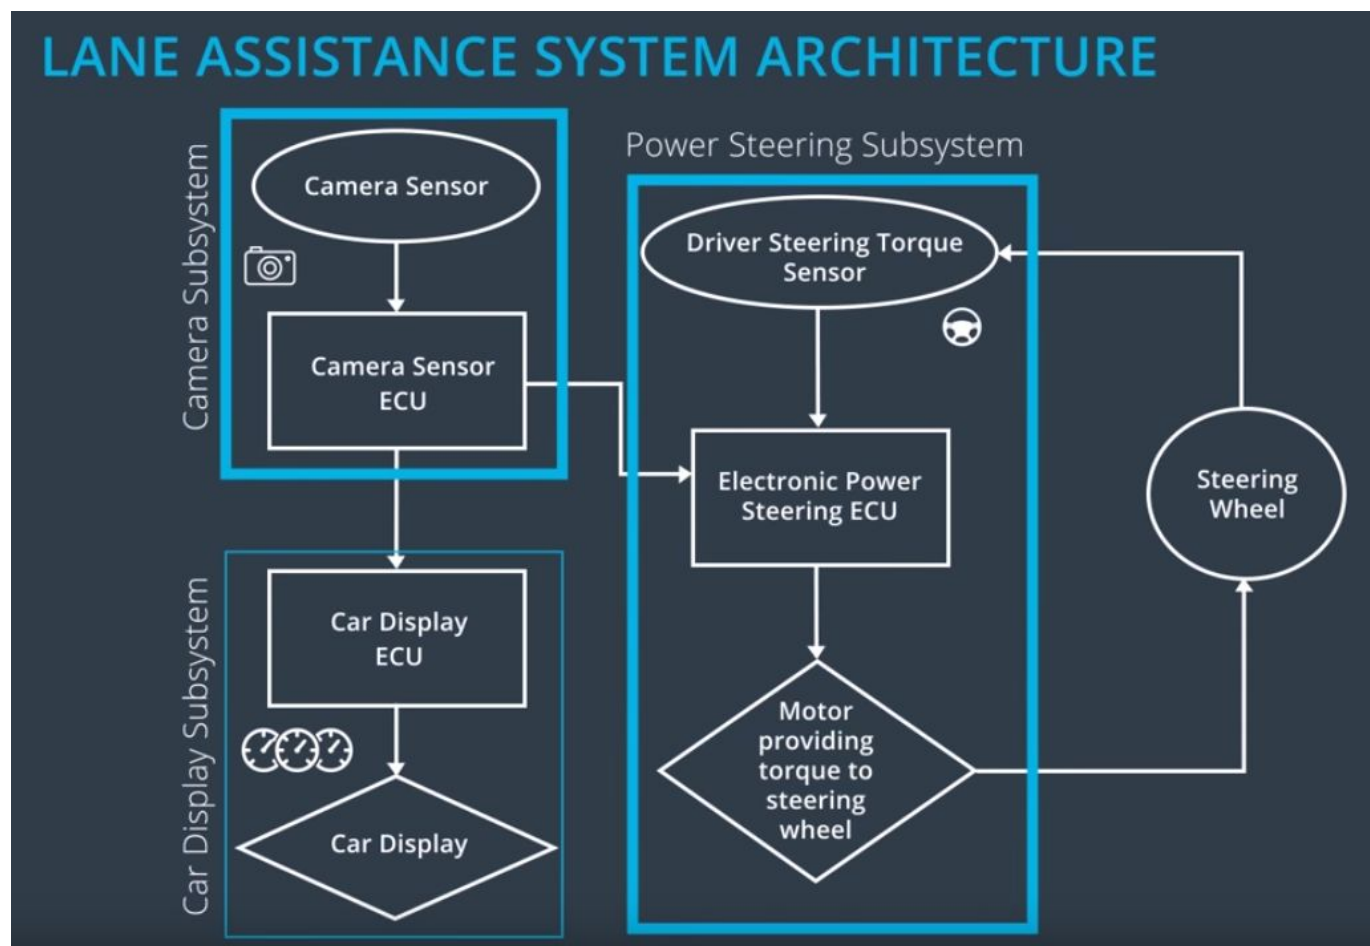 LANE ASSISTANCE SYSTEM ARCHITECTURE
Camera Subsystem
Camera Sensor
Camera Sensor
ECU
Car Display Subsystem
Car Display
ECU
Car Display
Power Steering Subsystem
Driver Steering Torque
Sensor
Electronic Power
Steering ECU
Motor
providing
torque to
steering
wheel
Steering
Wheel